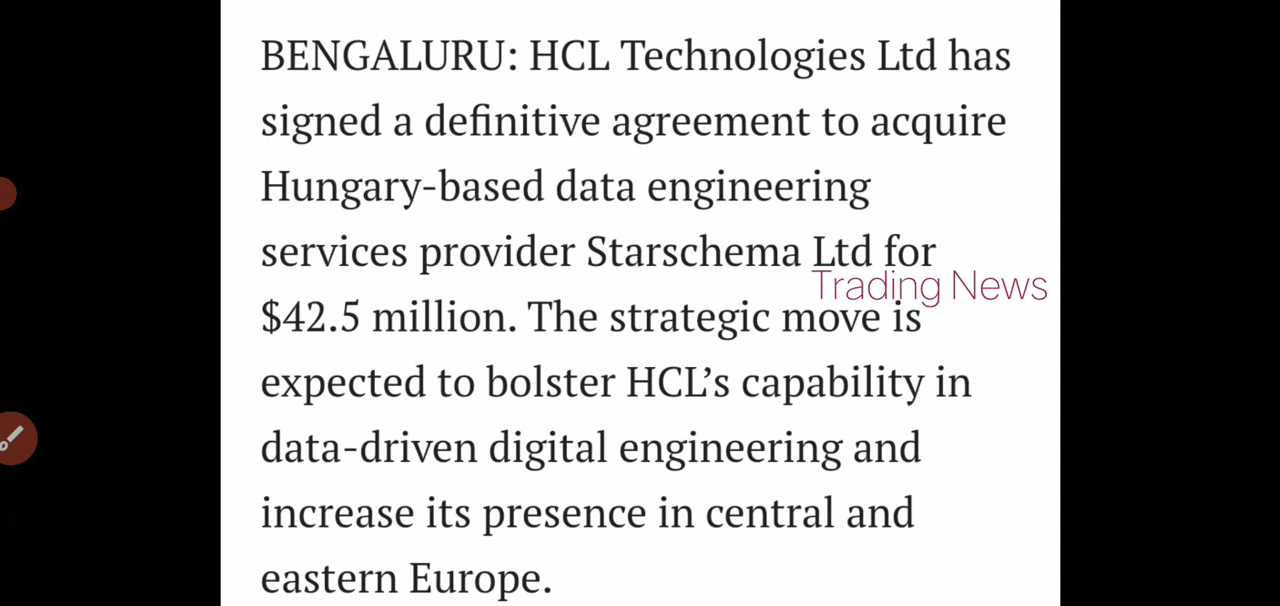 BENGALURU: HCL Technologies Ltd has
signed a definitive agreement to acquire
Hungary-based data engineering
services provider Starschema Ltd for
Trading News
$42.5 million. The strategic move is
expected to bolster HCL’s capability in
data-driven digital engineering and
increase its presence in central and
eastern Europe.